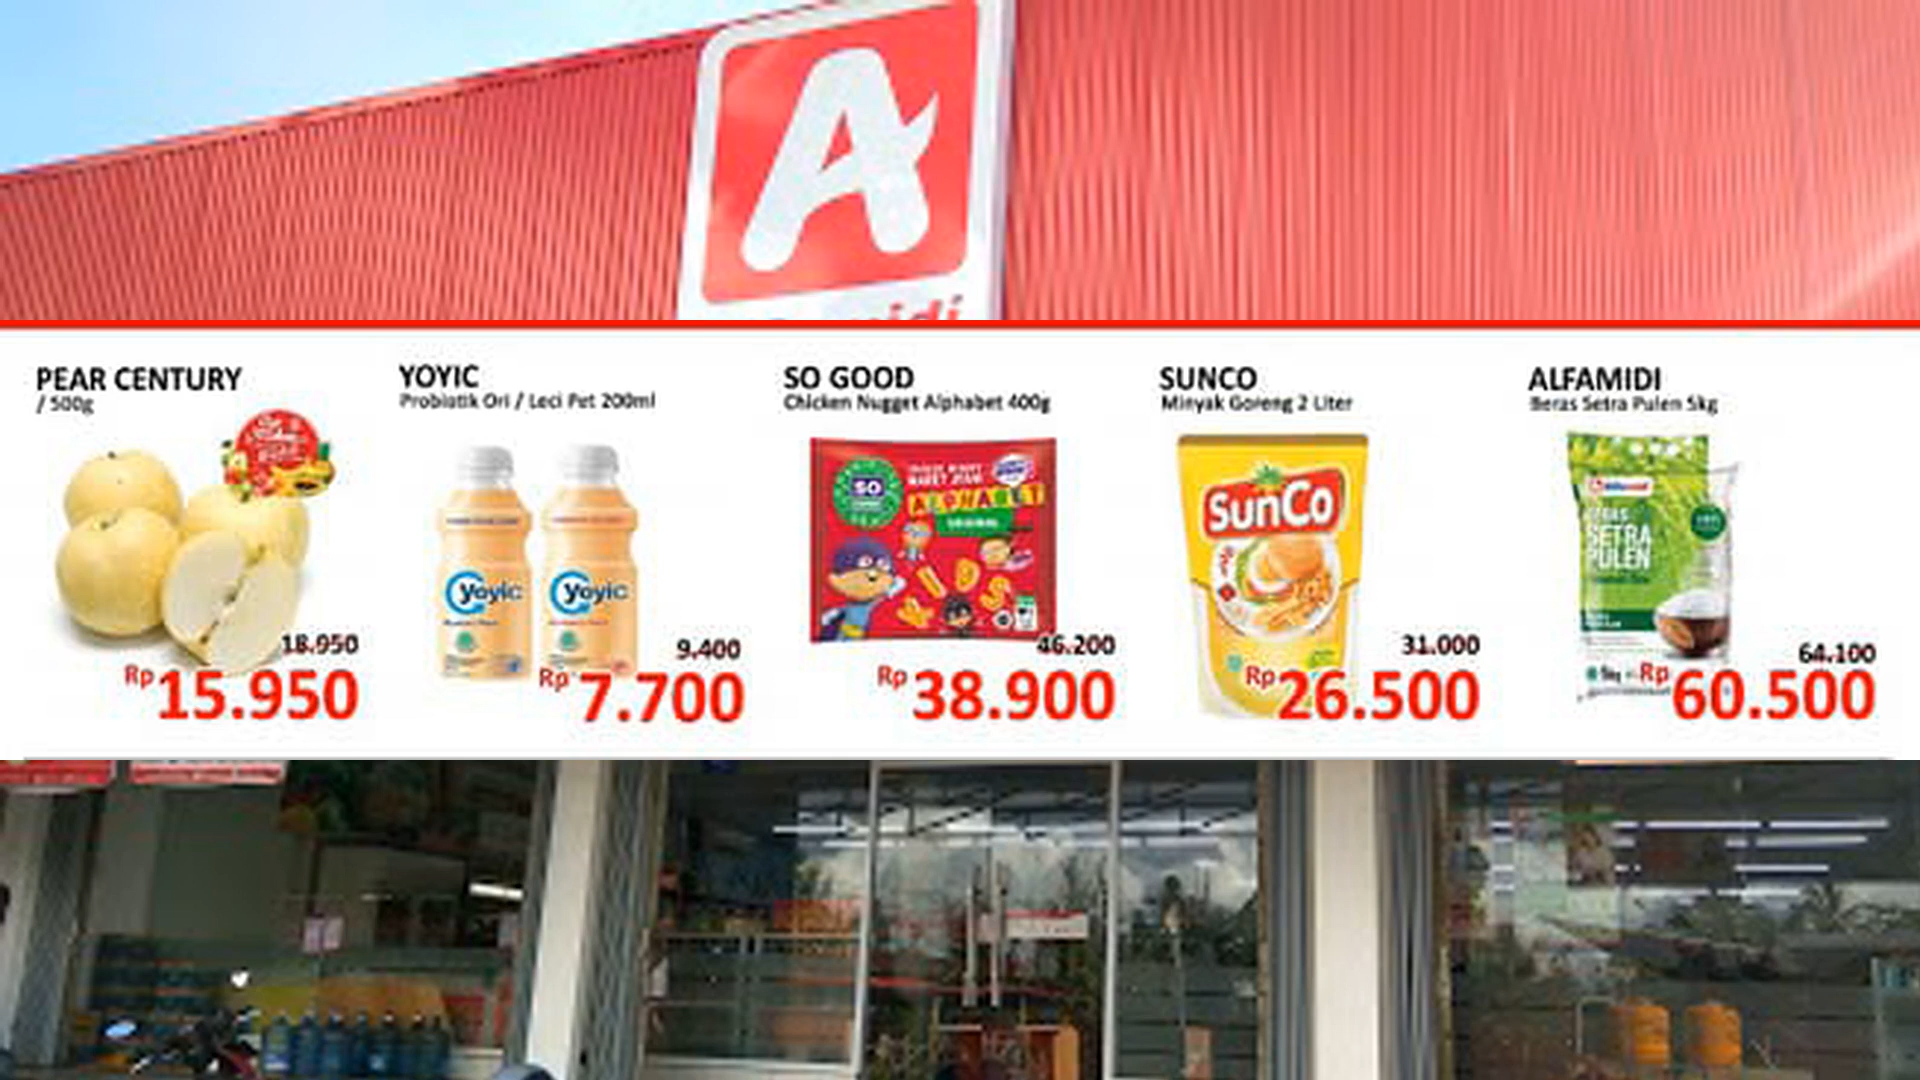 A
PEAR CENTURY
/ 500g
18.950
Rp 15.950
YOYIC
Probiotik Ori / Leci Pet 200ml
Yoyic
Yoyic
9.400
Rp 7.700
SO GOOD
Chicken Nugget Alphabet 400g
SO
ALPHABET
46.200
Rp 38.900
SUNCO
Minyak Goreng 2 Liter
SunCo
31.000
Rp 26.500
ALFAMIDI
Beras Setra Pulen 5kg
SETRA
PULEN
5kg
64.100
Rp 60.500